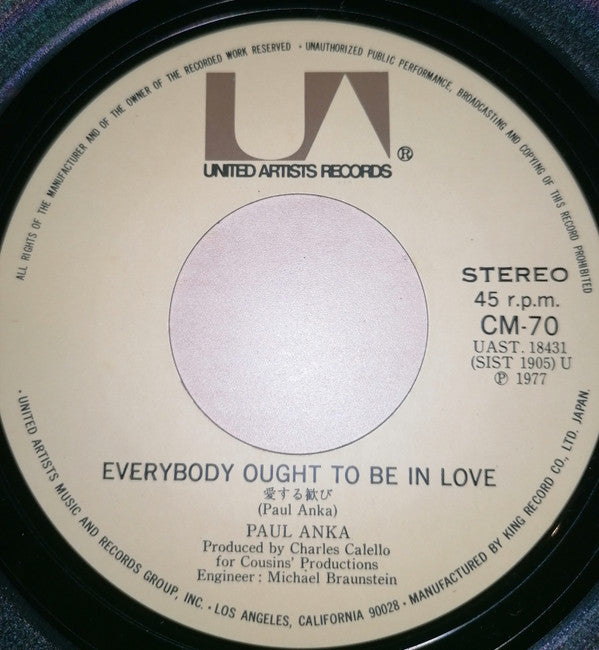 ALL RIGHTS OF THE MANUFACTURER AND OF THE OWNER OF THE RECORDED WORK RESERVED · UNAUTHORIZED PUBLIC PERFORMANCE, BROADCASTING AND COPYING OF THIS RECORD PROHIBITED
UA
UNITED ARTISTS RECORDS ®
STEREO
45 r.p.m.
CM-70
UAST. 18431
(SIST 1905) U
℗ 1977
EVERYBODY OUGHT TO BE IN LOVE
愛する歓び
(Paul Anka)
PAUL ANKA
Produced by Charles Calello
for Cousins' Productions
Engineer : Michael Braunstein
· UNITED ARTISTS MUSIC AND RECORDS GROUP, INC. · LOS ANGELES, CALIFORNIA 90028 · MANUFACTURED BY KING RECORD CO., LTD. JAPAN.